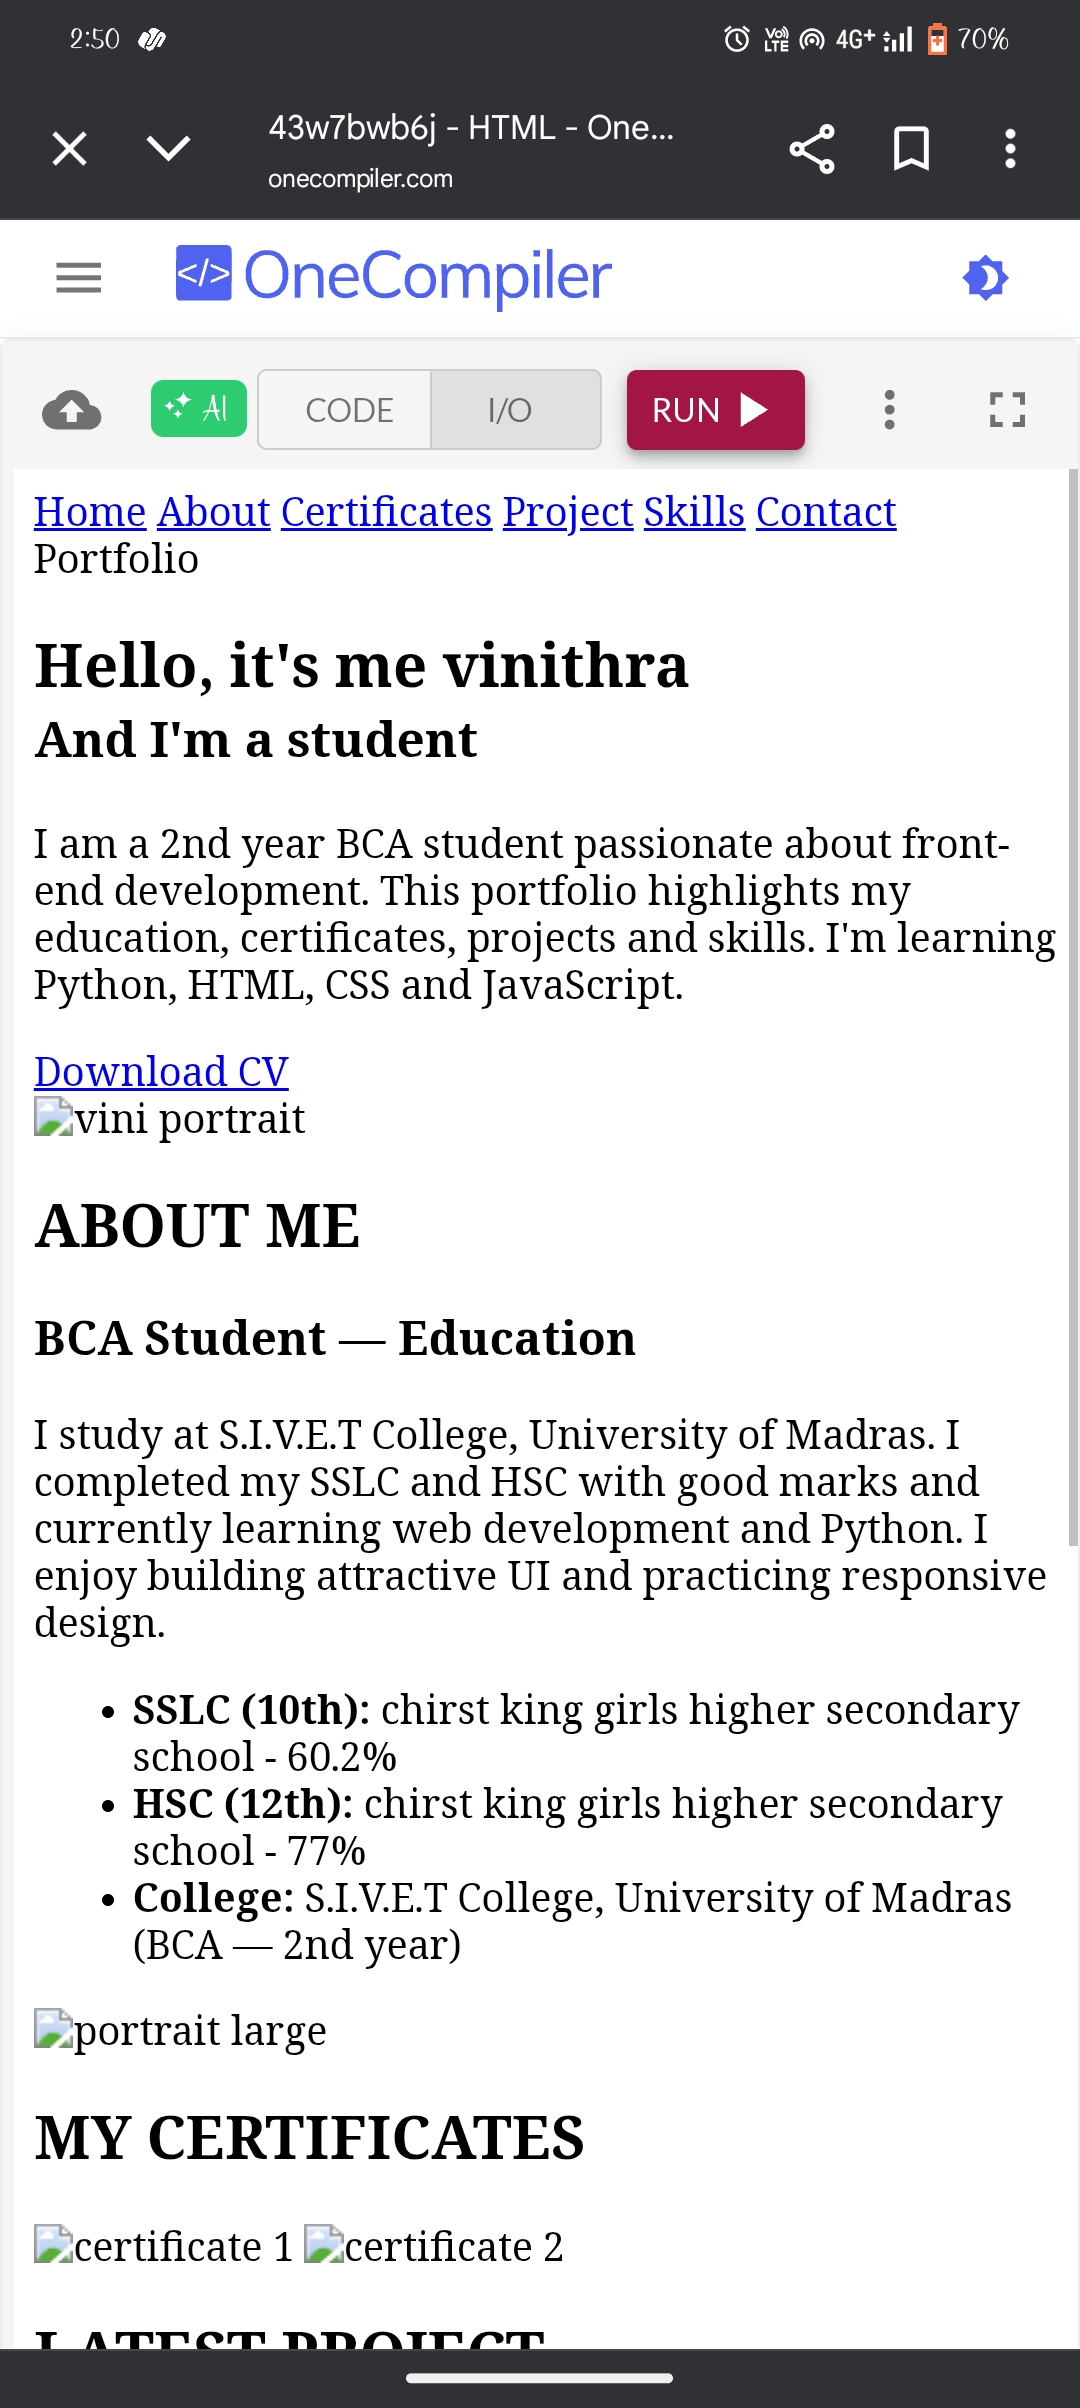 2:50 Vo) LTE 4G+ 70%
43w7bwb6j - HTML - One...
onecompiler.com
</> OneCompiler
AI CODE I/O RUN
Home About Certificates Project Skills Contact
Portfolio
Hello, it's me vinithra
And I'm a student
I am a 2nd year BCA student passionate about front-
end development. This portfolio highlights my
education, certificates, projects and skills. I'm learning
Python, HTML, CSS and JavaScript.
Download CV
vini portrait
ABOUT ME
BCA Student — Education
I study at S.I.V.E.T College, University of Madras. I
completed my SSLC and HSC with good marks and
currently learning web development and Python. I
enjoy building attractive UI and practicing responsive
design.
• SSLC (10th): chirst king girls higher secondary
school - 60.2%
• HSC (12th): chirst king girls higher secondary
school - 77%
• College: S.I.V.E.T College, University of Madras
(BCA — 2nd year)
portrait large
MY CERTIFICATES
certificate 1 certificate 2
LATEST PROJECT